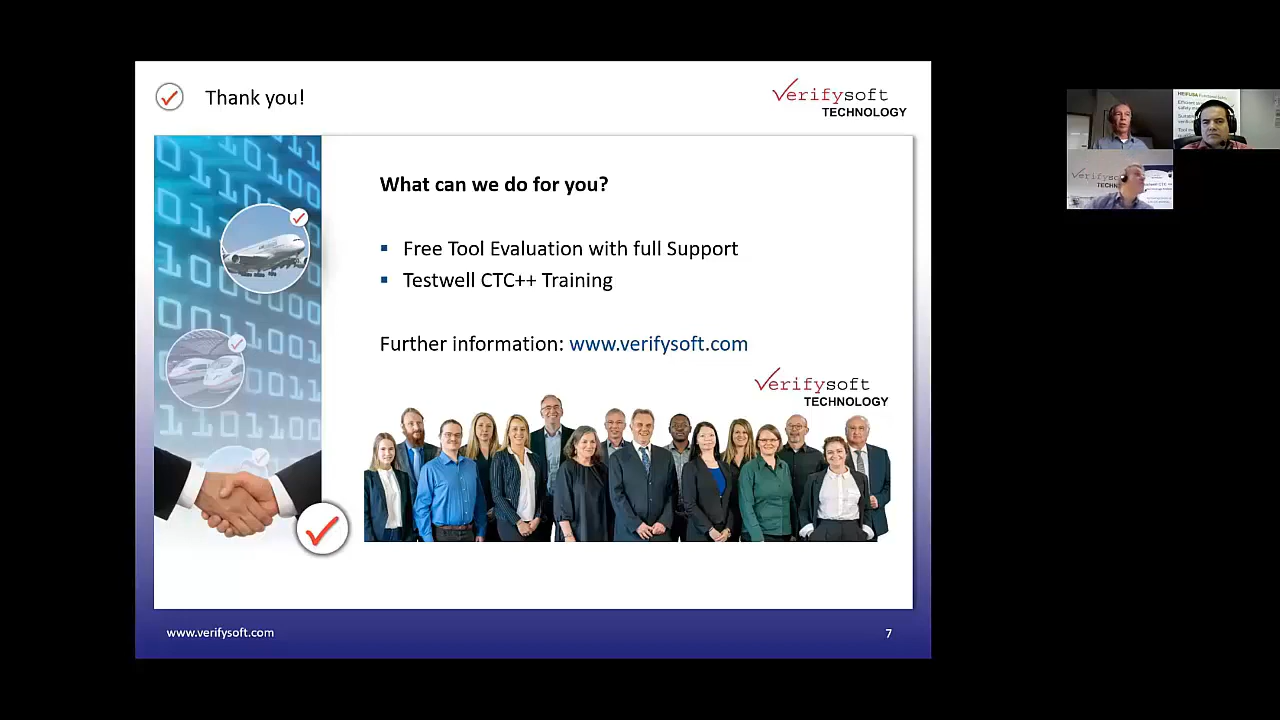 Thank you!
Verifysoft
TECHNOLOGY
What can we do for you?
▪ Free Tool Evaluation with full Support
▪ Testwell CTC++ Training
Further information: www.verifysoft.com
Verifysoft
TECHNOLOGY
www.verifysoft.com
7